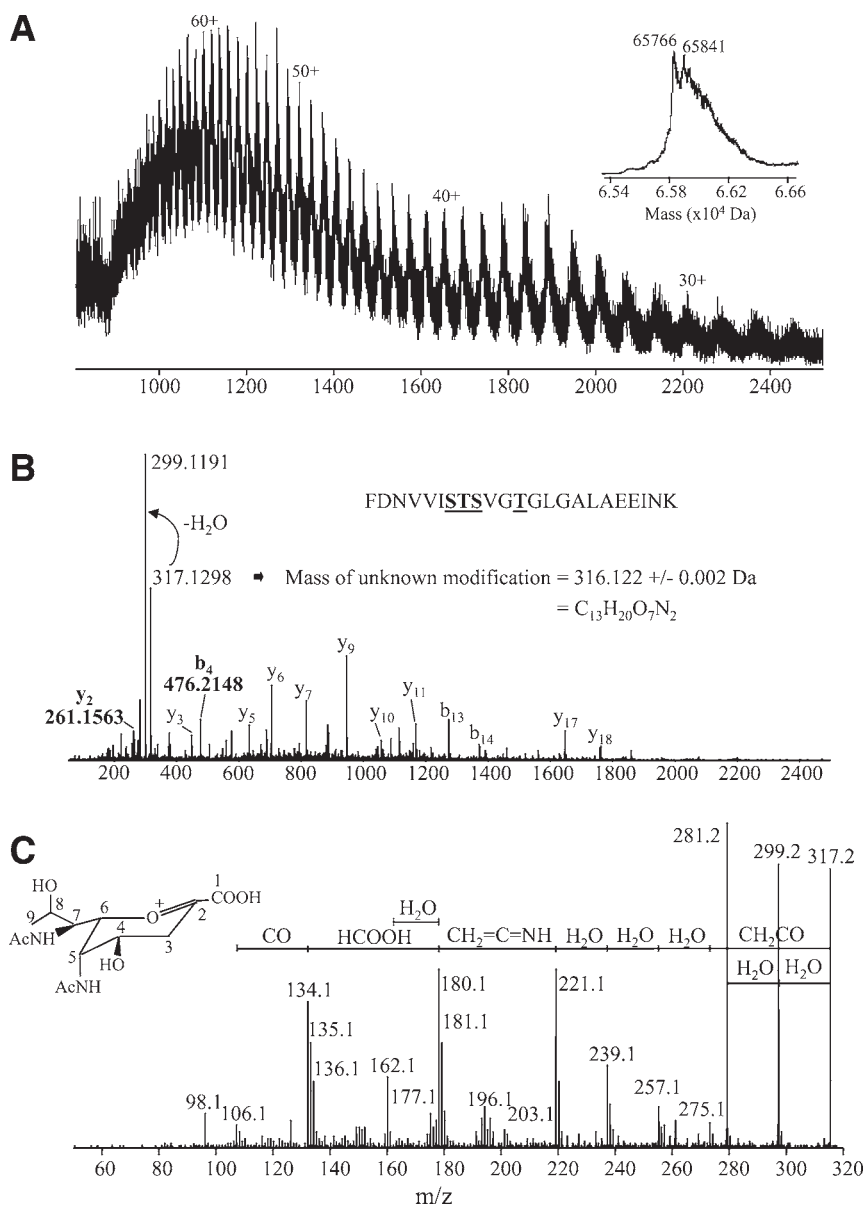 A
60+
50+
40+
30+
65766 65841
6.54 6.58 6.62 6.66
Mass (x10⁴ Da)
1000 1200 1400 1600 1800 2000 2200 2400
B
299.1191
-H₂O
317.1298
FDNVVISTSVGTGLGALAEEINK
Mass of unknown modification = 316.122 +/- 0.002 Da
= C₁₃H₂₀O₇N₂
y₂
261.1563
y₃
b₄
476.2148
y₅
y₆
y₇
y₉
y₁₀
y₁₁
b₁₃
b₁₄
y₁₇
y₁₈
200 400 600 800 1000 1200 1400 1600 1800 2000 2200 2400
C
HO
9 8 7 6 O + 2 1 COOH
AcNH 5 4 3
HO
AcNH
H₂O
CO HCOOH CH₂=C=NH H₂O H₂O H₂O CH₂CO
H₂O H₂O
281.2
299.2
317.2
98.1
106.1
134.1
135.1
136.1
162.1
177.1
180.1
181.1
196.1
203.1
221.1
239.1
257.1
275.1
60 80 100 120 140 160 180 200 220 240 260 280 300 320
m/z